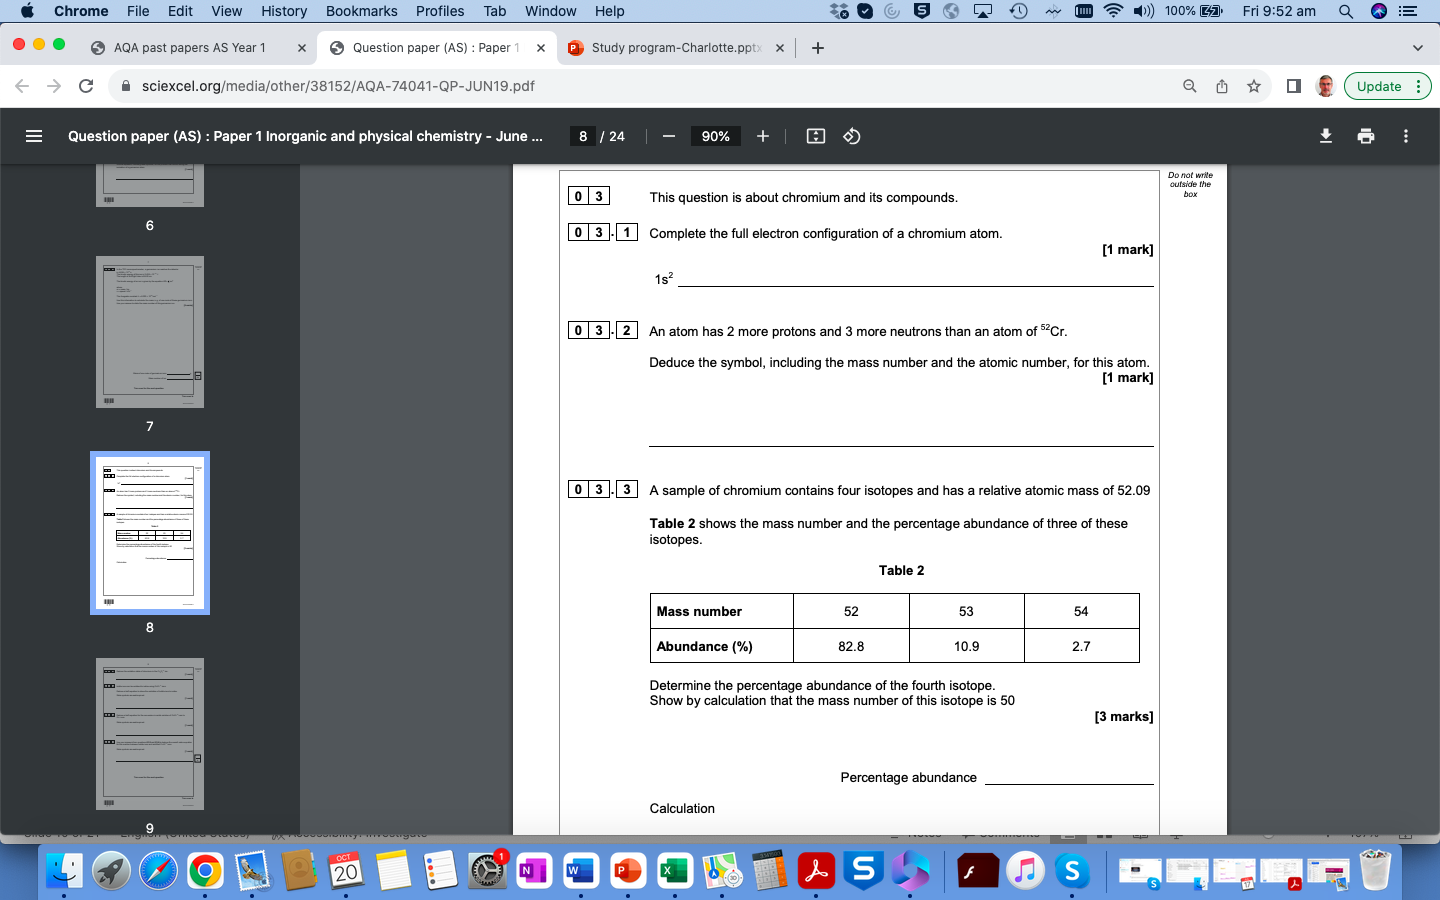 Chrome File Edit View History Bookmarks Profiles Tab Window Help 100% Fri 9:52 am
AQA past papers AS Year 1 Question paper (AS) : Paper 1 Study program-Charlotte.pptx
sciexcel.org/media/other/38152/AQA-74041-QP-JUN19.pdf Update
Question paper (AS) : Paper 1 Inorganic and physical chemistry - June ... 8 / 24 90%
6
7
8
9
Do not write
outside the
box
0 3 This question is about chromium and its compounds.
0 3 . 1 Complete the full electron configuration of a chromium atom.
[1 mark]
1s²
0 3 . 2 An atom has 2 more protons and 3 more neutrons than an atom of ⁵²Cr.
Deduce the symbol, including the mass number and the atomic number, for this atom.
[1 mark]
0 3 . 3 A sample of chromium contains four isotopes and has a relative atomic mass of 52.09
Table 2 shows the mass number and the percentage abundance of three of these
isotopes.
Table 2
Mass number 52 53 54
Abundance (%) 82.8 10.9 2.7
Determine the percentage abundance of the fourth isotope.
Show by calculation that the mass number of this isotope is 50
[3 marks]
Percentage abundance
Calculation
OCT
20
1
17